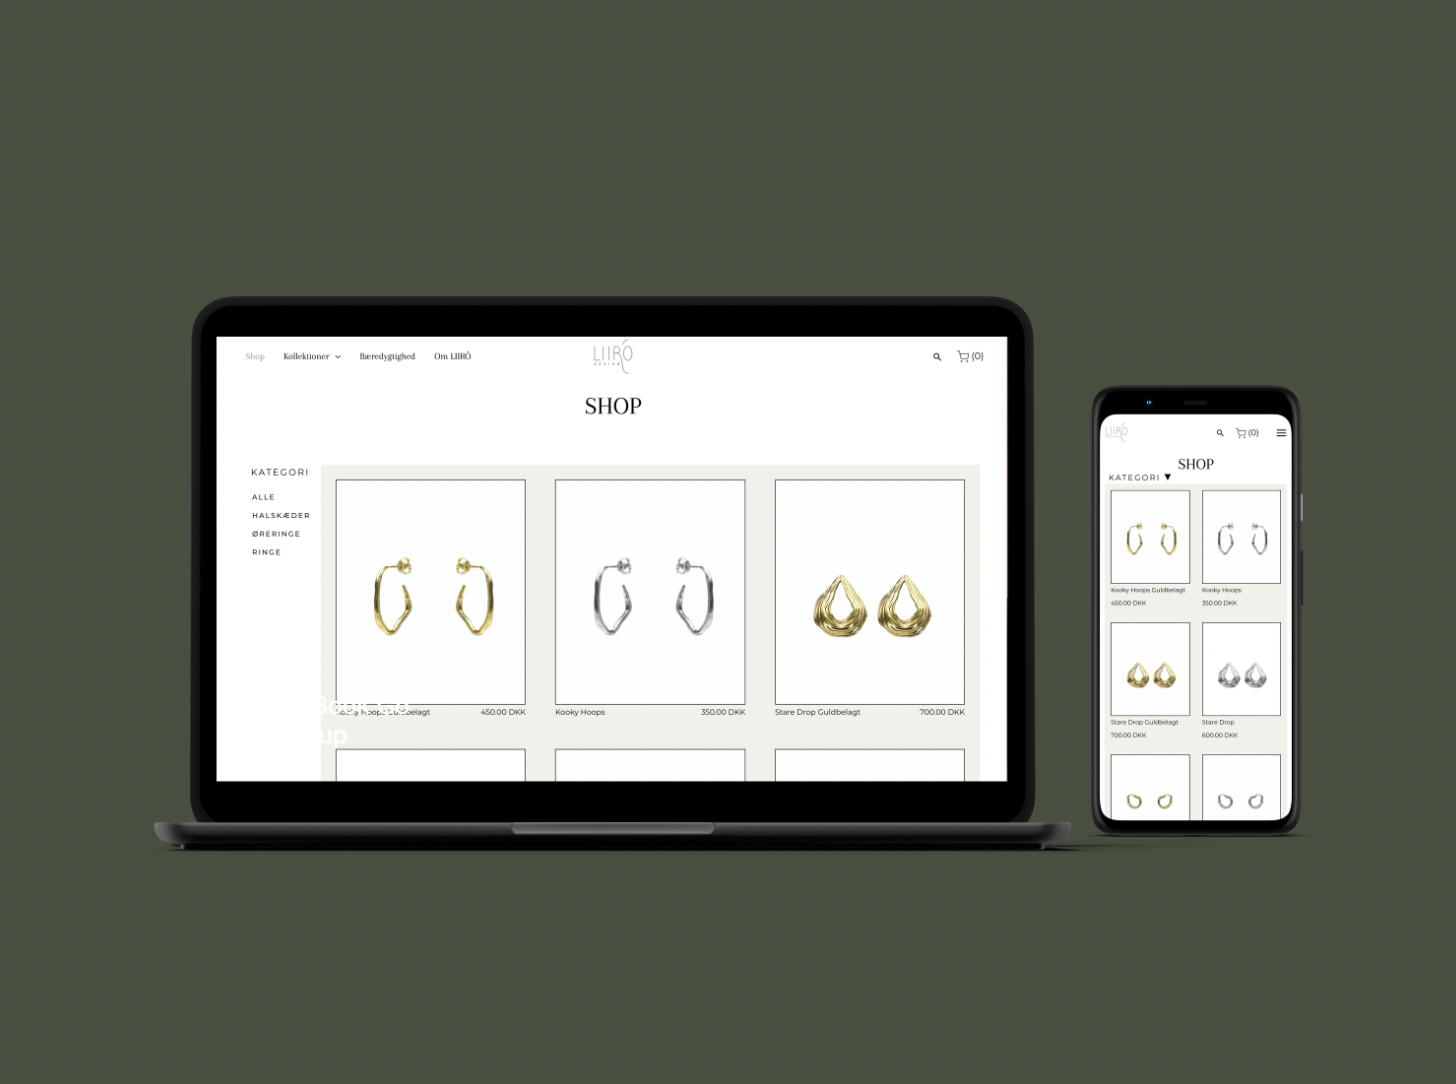 Shop Kollektioner Bæredygtighed Om LIIRÓ
LIIRÓ
DESIGN
(0)
SHOP
KATEGORI
ALLE
HALSKÆDER
ØRERINGE
RINGE
Kooky Hoops Guldbelagt 450.00 DKK
Kooky Hoops 350.00 DKK
Stare Drop Guldbelagt 700.00 DKK
up
LIIRÓ
(0)
SHOP
KATEGORI ▼
Kooky Hoops Guldbelagt
450.00 DKK
Kooky Hoops
350.00 DKK
Stare Drop Guldbelagt
700.00 DKK
Stare Drop
600.00 DKK